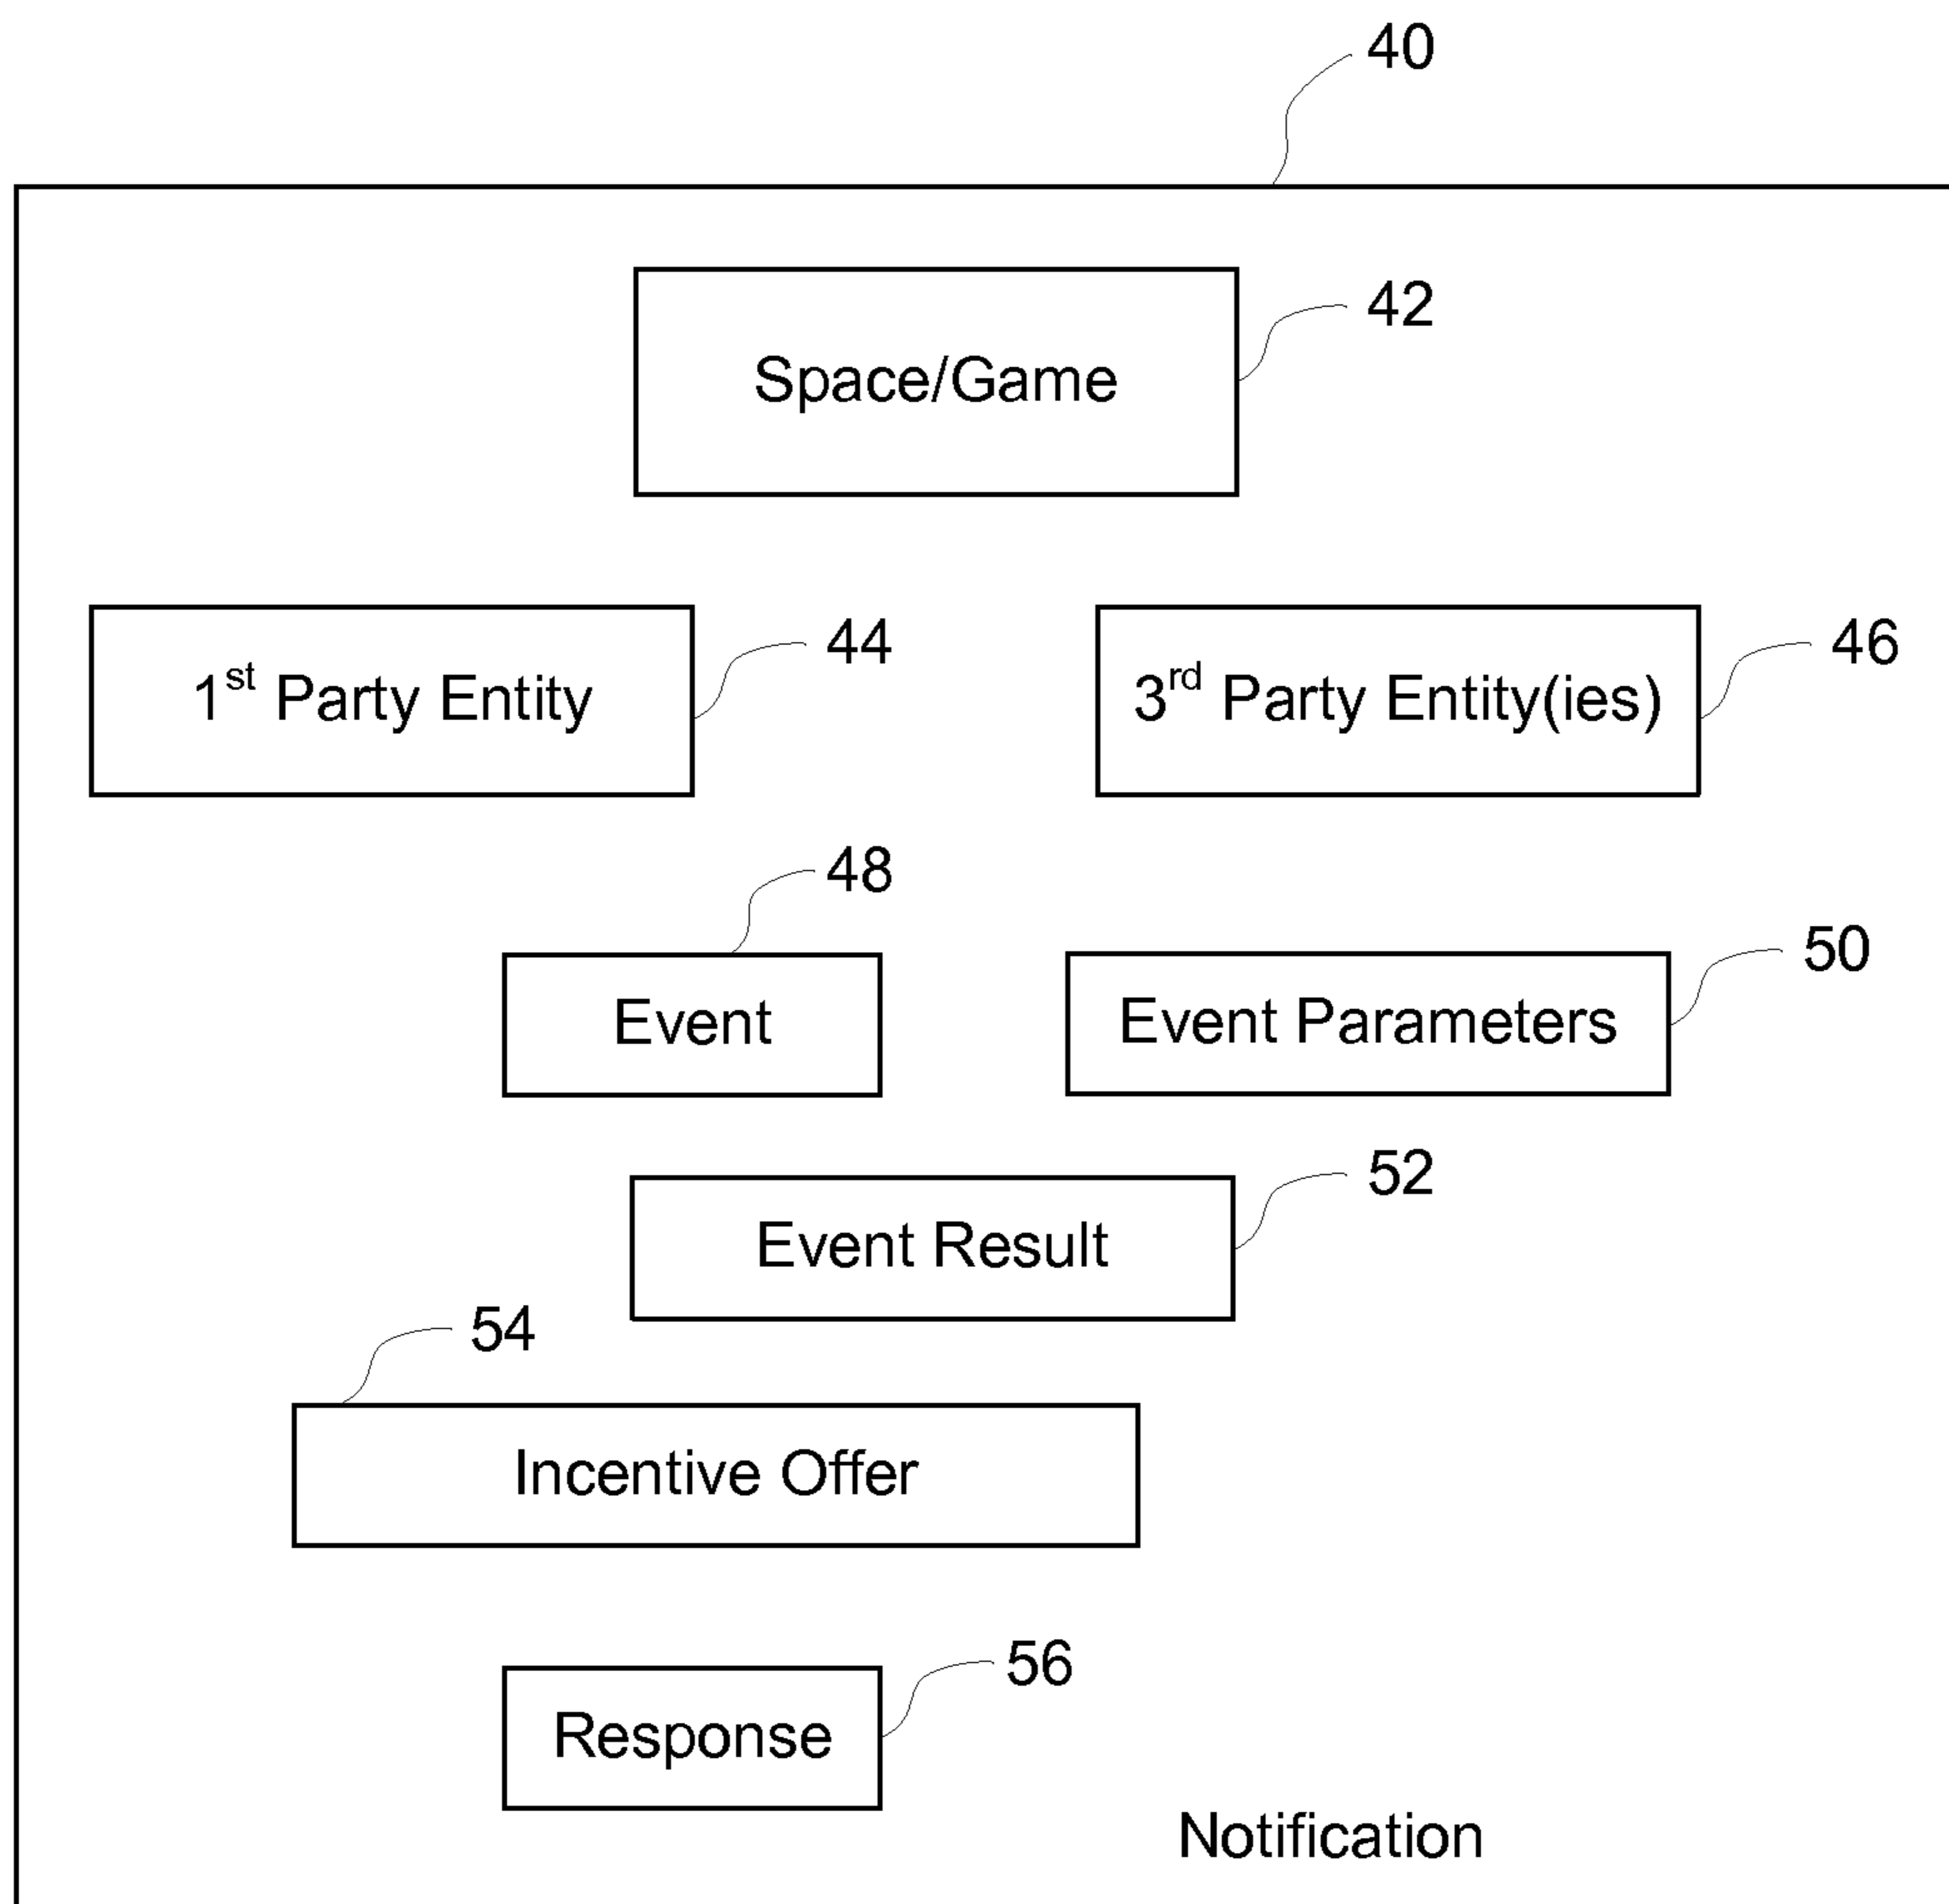 40
42
Space/Game
44
46
1st Party Entity
3rd Party Entity(ies)
48
50
Event
Event Parameters
52
Event Result
54
Incentive Offer
56
Response
Notification